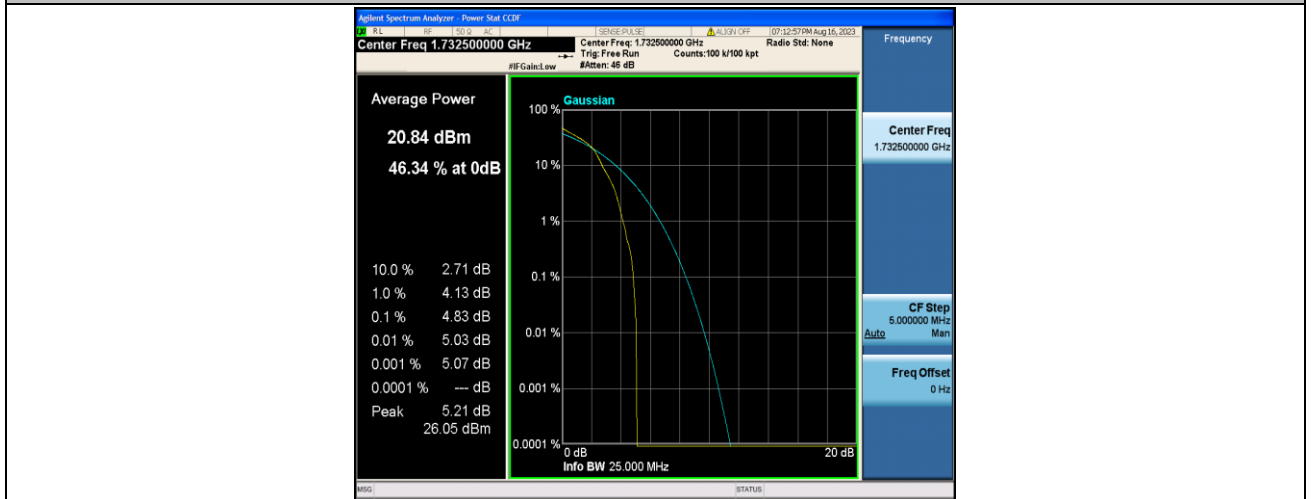 Agilent Spectrum Analyzer - Power Stat CCDF
RL RF 50 Ω AC SENSE:PULSE ALIGN OFF 07:12:57 PM Aug 16, 2023
Center Freq 1.732500000 GHz
Center Freq: 1.732500000 GHz Radio Std: None
Trig: Free Run Counts:100 k/100 kpt
#IFGain:Low #Atten: 46 dB
Frequency
Average Power
20.84 dBm
46.34 % at 0dB
10.0 % 2.71 dB
1.0 % 4.13 dB
0.1 % 4.83 dB
0.01 % 5.03 dB
0.001 % 5.07 dB
0.0001 % --- dB
Peak 5.21 dB
26.05 dBm
Gaussian
100 %
10 %
1 %
0.1 %
0.01 %
0.001 %
0.0001 %
0 dB 20 dB
Info BW 25.000 MHz
Center Freq
1.732500000 GHz
CF Step
5.000000 MHz
Auto Man
Freq Offset
0 Hz
MSG STATUS